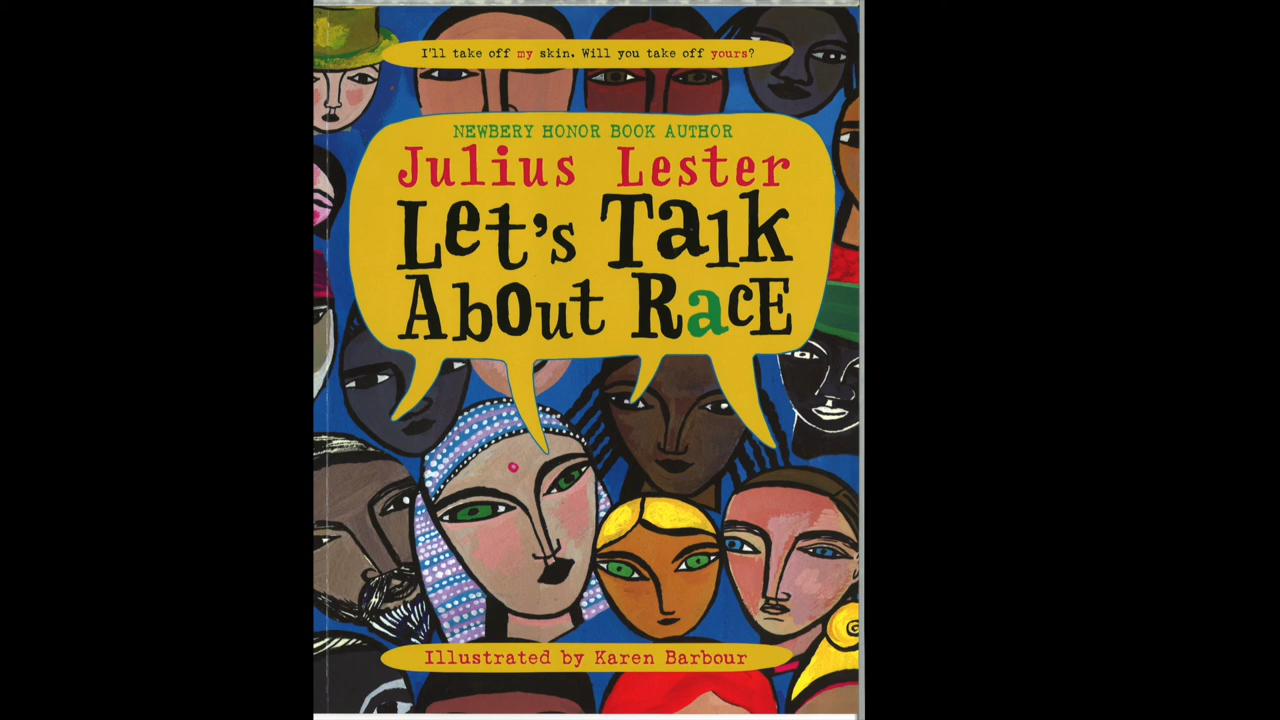 I'll take off my skin. Will you take off yours?
NEWBERY HONOR BOOK AUTHOR
Julius Lester
Let's Talk
About RacE
Illustrated by Karen Barbour